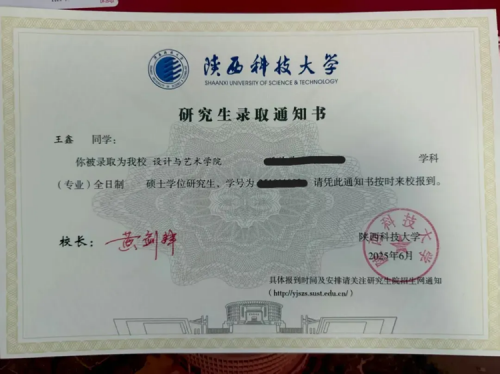 陕西科技大学
SHAANXI UNIVERSITY OF SCIENCE & TECHNOLOGY
研究生录取通知书
王鑫 同学：
你被录取为我校 设计与艺术学院 学科
（专业）全日制 硕士学位研究生，学号为 请凭此通知书按时来校报到。
校长：
陕西科技大学
2025年6月
具体报到时间及安排请关注研究生院招生网通知